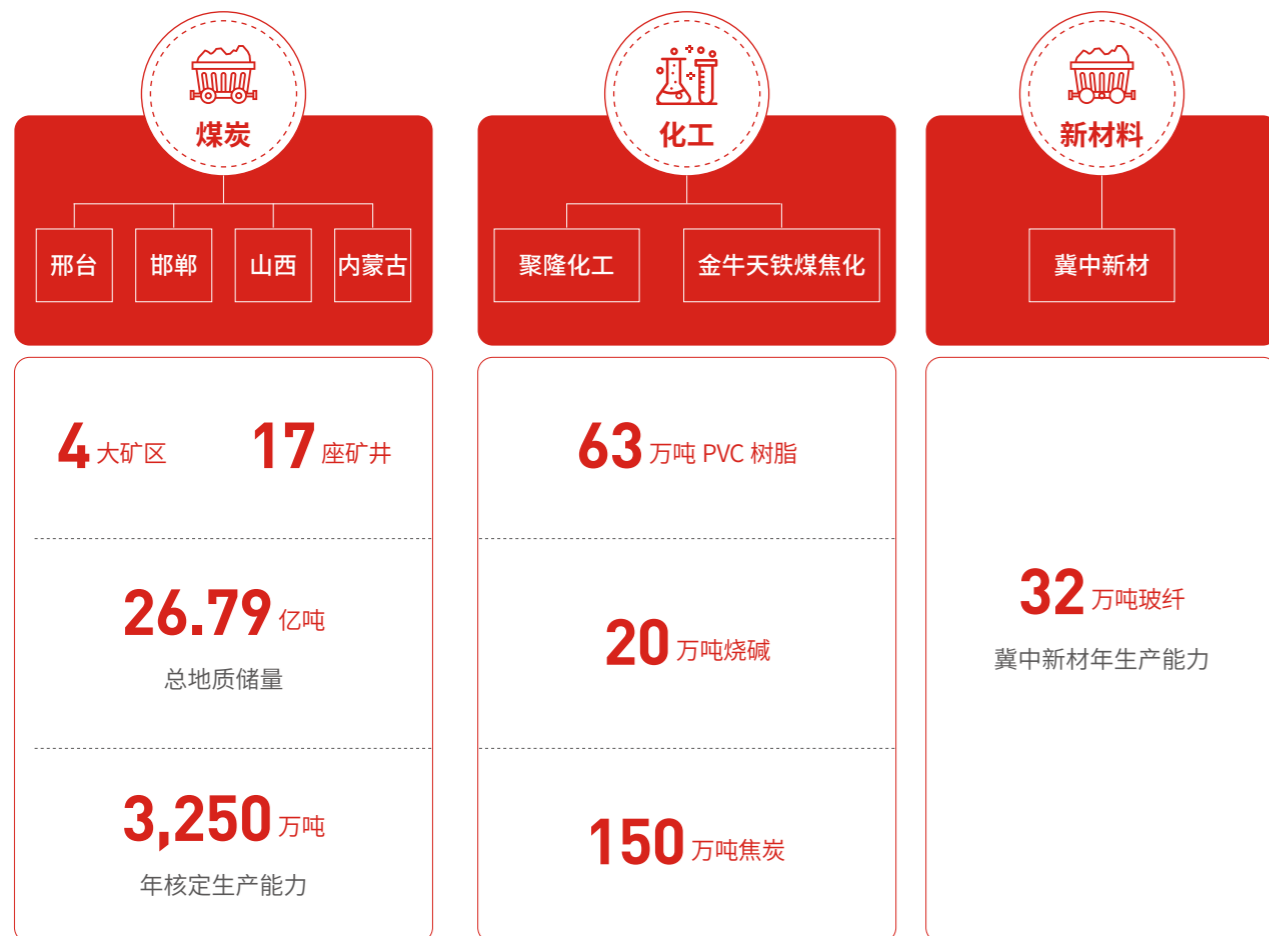 煤炭
邢台
邯郸
山西
内蒙古
4 大矿区
17 座矿井
26.79 亿吨
总地质储量
3,250 万吨
年核定生产能力
化工
聚隆化工
金牛天铁煤焦化
63 万吨 PVC 树脂
20 万吨烧碱
150 万吨焦炭
新材料
冀中新材
32 万吨玻纤
冀中新材年生产能力